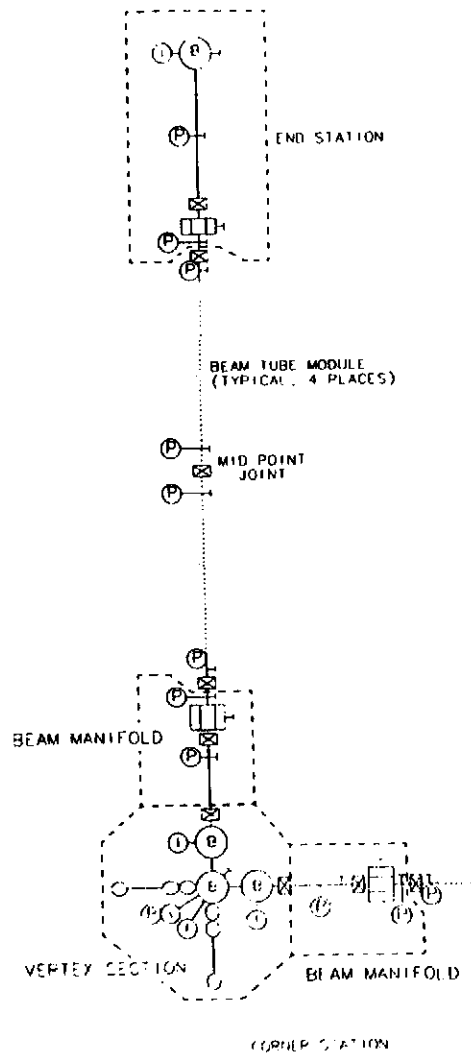 I B
P
END STATION
P
P
BEAM TUBE MODULE
(TYPICAL, 4 PLACES)
P
MID POINT
JOINT
P
P
P
BEAM MANIFOLD
P
B
B B
P
P
P
VERTEX SECTION
BEAM MANIFOLD
CORNER STATION